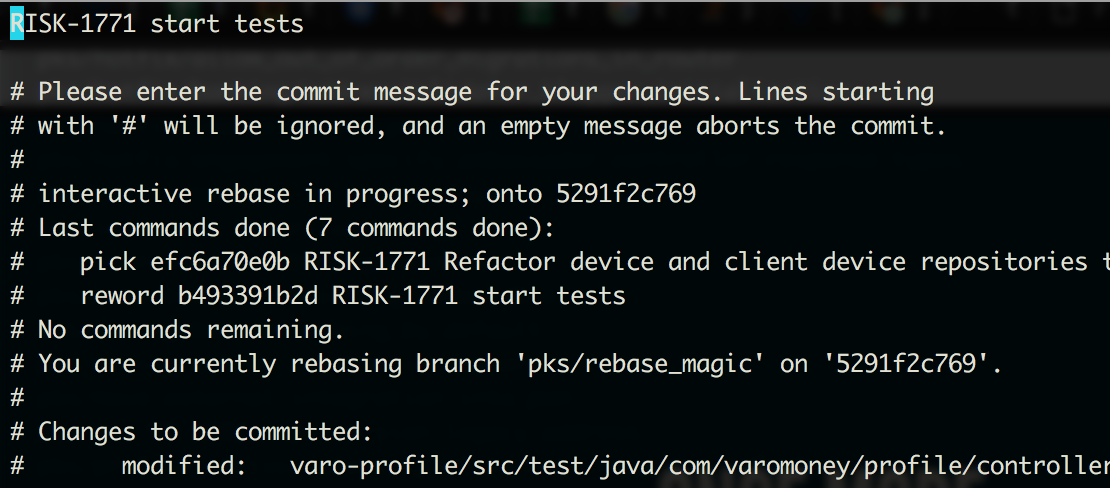 RISK-1771 start tests
# Please enter the commit message for your changes. Lines starting
# with '#' will be ignored, and an empty message aborts the commit.
#
# interactive rebase in progress; onto 5291f2c769
# Last commands done (7 commands done):
#    pick efc6a70e0b RISK-1771 Refactor device and client device repositories t
#    reword b493391b2d RISK-1771 start tests
# No commands remaining.
# You are currently rebasing branch 'pks/rebase_magic' on '5291f2c769'.
#
# Changes to be committed:
#       modified:   varo-profile/src/test/java/com/varomoney/profile/controller